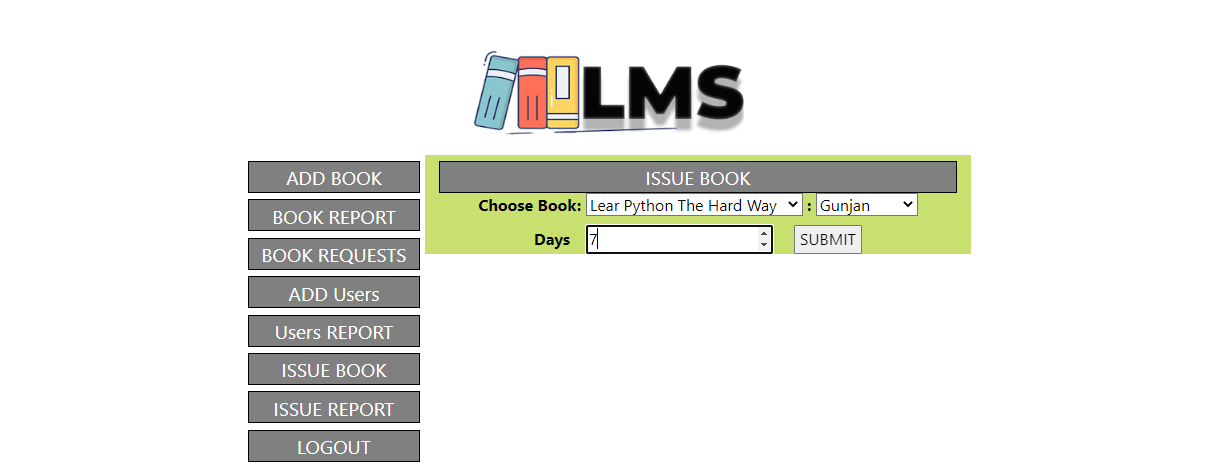 LMS
ADD BOOK
BOOK REPORT
BOOK REQUESTS
ADD Users
Users REPORT
ISSUE BOOK
ISSUE REPORT
LOGOUT
ISSUE BOOK
Choose Book: Lear Python The Hard Way : Gunjan
Days 7 SUBMIT